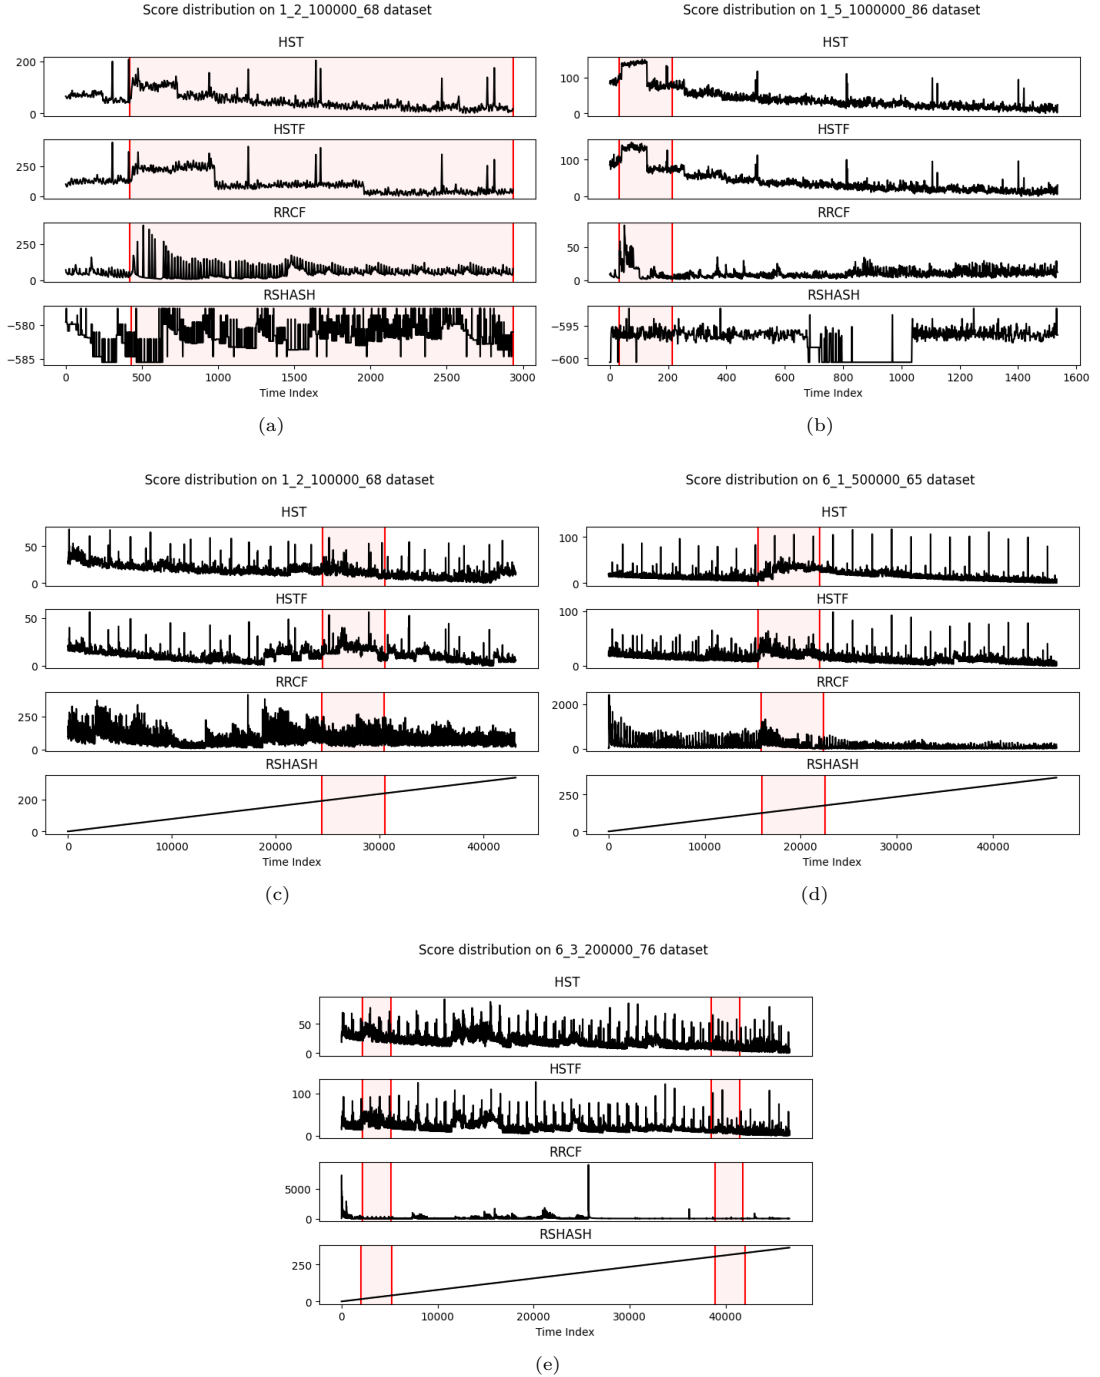 Score distribution on 1_2_100000_68 dataset
HST
200
0
HSTF
250
0
RRCF
250
0
RSHASH
−580
−585
0 500 1000 1500 2000 2500 3000
Time Index
(a)
Score distribution on 1_5_1000000_86 dataset
HST
100
0
HSTF
100
0
RRCF
50
0
RSHASH
−595
−600
0 200 400 600 800 1000 1200 1400 1600
Time Index
(b)
Score distribution on 1_2_100000_68 dataset
HST
50
0
HSTF
50
0
RRCF
250
0
RSHASH
200
0
0 10000 20000 30000 40000
Time Index
(c)
Score distribution on 6_1_500000_65 dataset
HST
100
0
HSTF
100
0
RRCF
2000
0
RSHASH
250
0
0 10000 20000 30000 40000
Time Index
(d)
Score distribution on 6_3_200000_76 dataset
HST
50
0
HSTF
100
0
RRCF
5000
0
RSHASH
250
0
0 10000 20000 30000 40000
Time Index
(e)